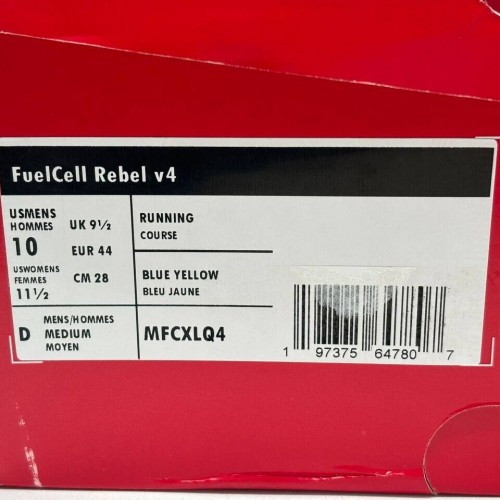 FuelCell Rebel v4
USMENS
HOMMES
10
UK 9½
EUR 44
USWOMENS
FEMMES
11½
CM 28
D
MENS/HOMMES
MEDIUM
MOYEN
RUNNING
COURSE
BLUE YELLOW
BLEU JAUNE
MFCXLQ4
1 97375 64780 7